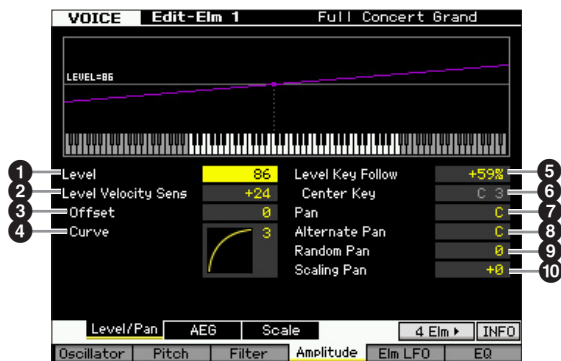 VOICE Edit-Elm 1 Full Concert Grand
LEVEL=86
1 Level 86 Level Key Follow +59% 5
2 Level Velocity Sens +24 Center Key C 3 6
3 Offset 0 Pan C 7
4 Curve 3 Alternate Pan C 8
Random Pan 0 9
Scaling Pan +0 10
Level/Pan AEG Scale 4 Elm INFO
Oscillator Pitch Filter Amplitude Elm LFO EQ